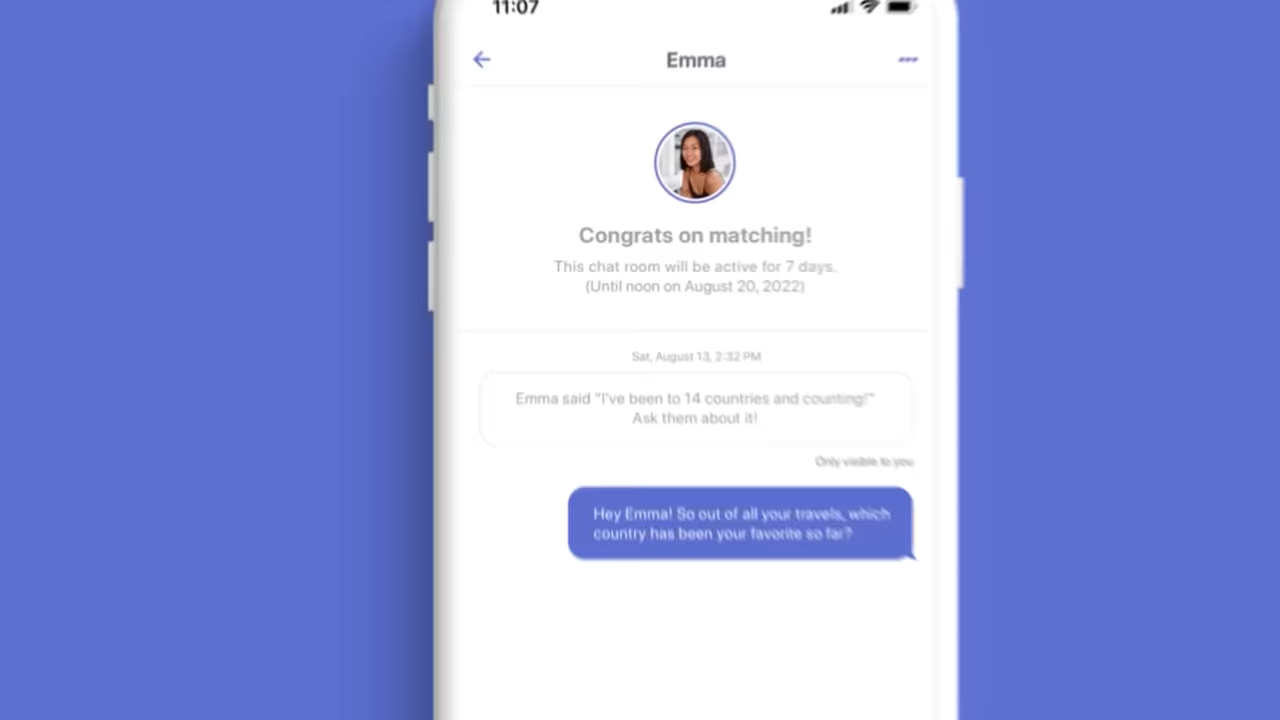 11:07
Emma
Congrats on matching!
This chat room will be active for 7 days.
(Until noon on August 20, 2022)
Sat, August 13, 2:32 PM
Emma said "I've been to 14 countries and counting!"
Ask them about it!
Only visible to you
Hey Emma! So out of all your travels, which
country has been your favorite so far?